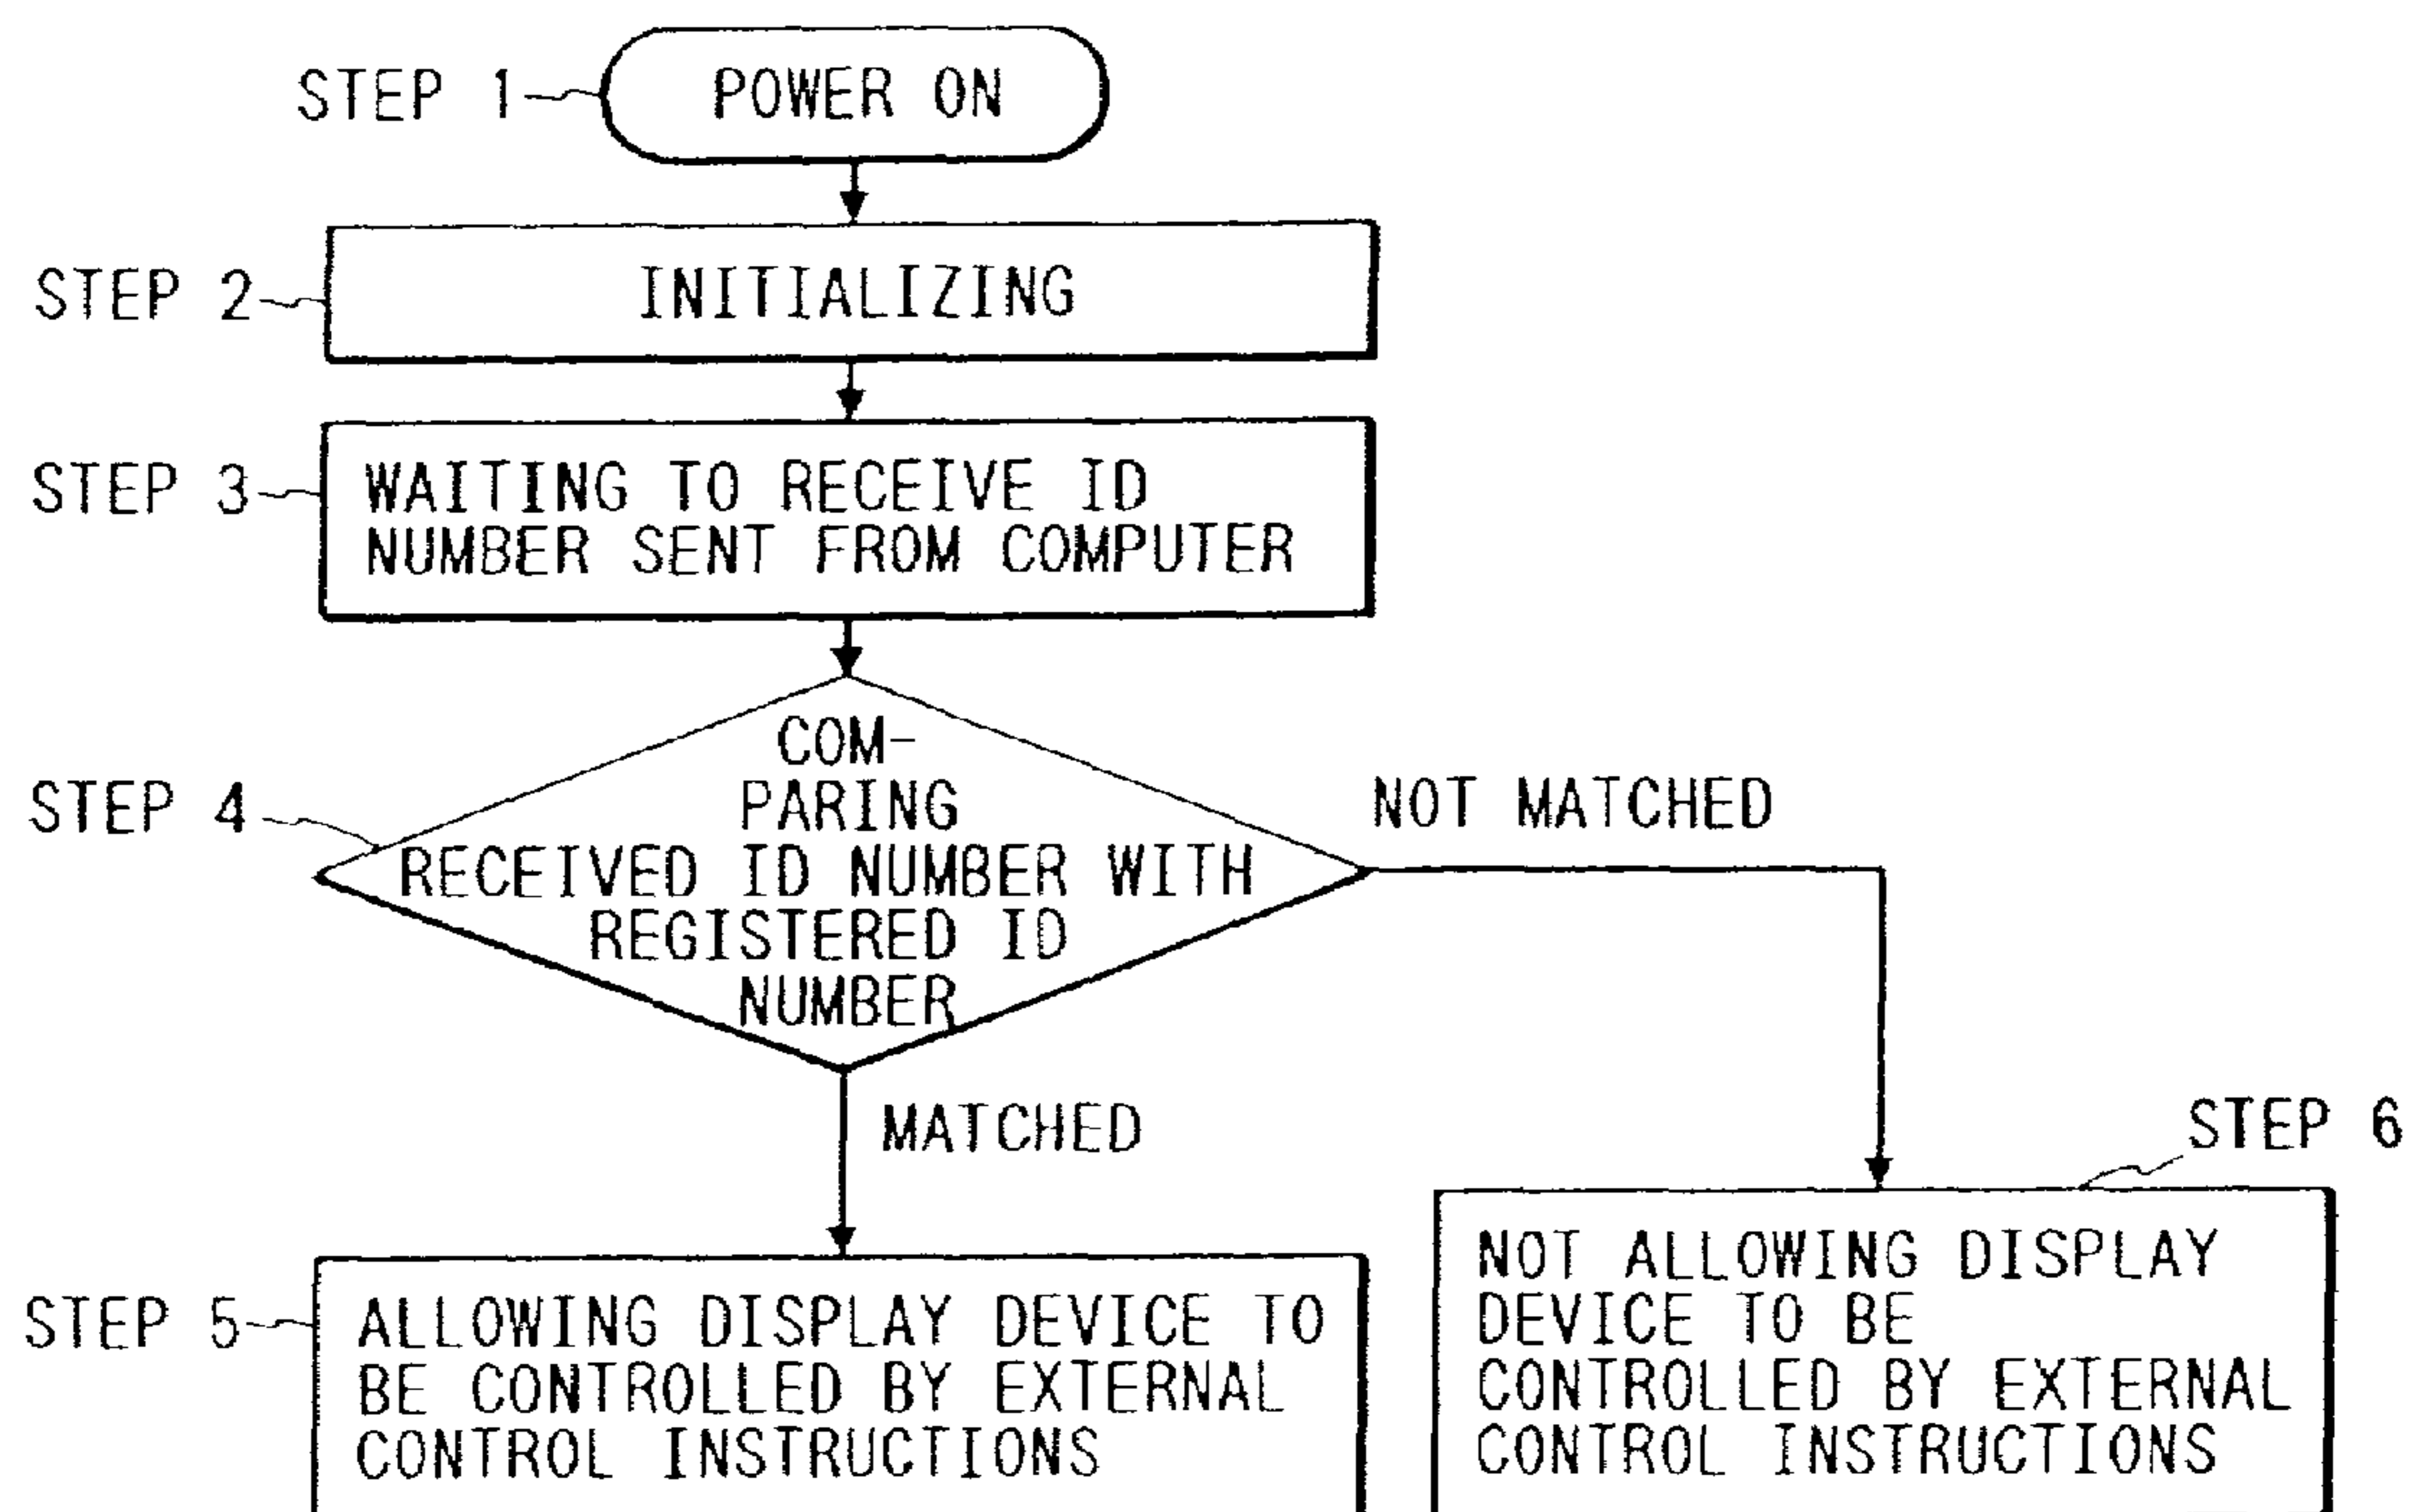 STEP 1
POWER ON
STEP 2
INITIALIZING
STEP 3
WAITING TO RECEIVE ID
NUMBER SENT FROM COMPUTER
STEP 4
COM-
PARING
RECEIVED ID NUMBER WITH
REGISTERED ID
NUMBER
NOT MATCHED
MATCHED
STEP 5
ALLOWING DISPLAY DEVICE TO
BE CONTROLLED BY EXTERNAL
CONTROL INSTRUCTIONS
STEP 6
NOT ALLOWING DISPLAY
DEVICE TO BE
CONTROLLED BY EXTERNAL
CONTROL INSTRUCTIONS